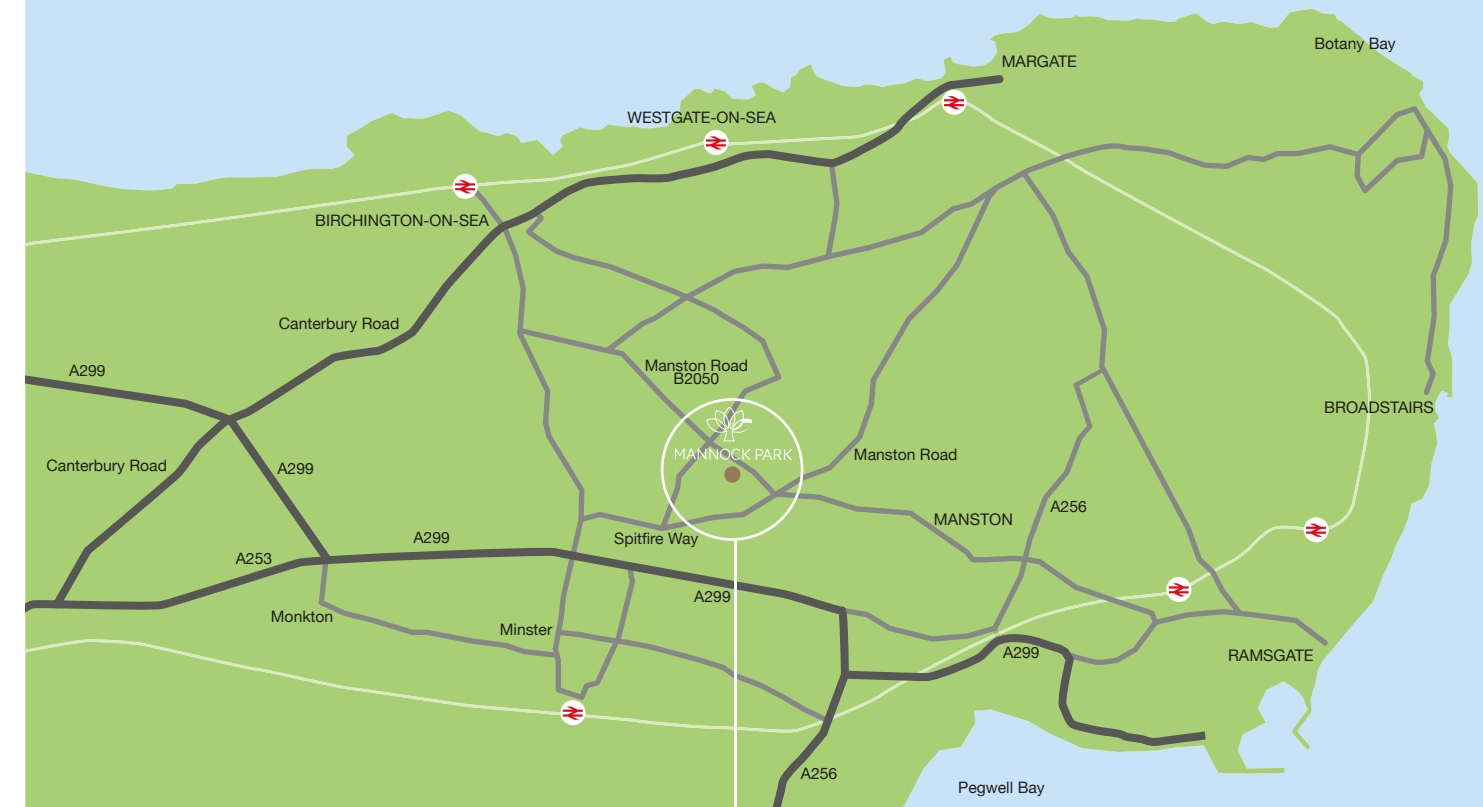 Botany Bay
MARGATE
WESTGATE-ON-SEA
BIRCHINGTON-ON-SEA
Canterbury Road
Manston Road
B2050
A299
BROADSTAIRS
MANNOCK PARK
Manston Road
Canterbury Road
A299
A256
MANSTON
A299
Spitfire Way
A253
A299
Monkton
Minster
A299
RAMSGATE
A256
Pegwell Bay